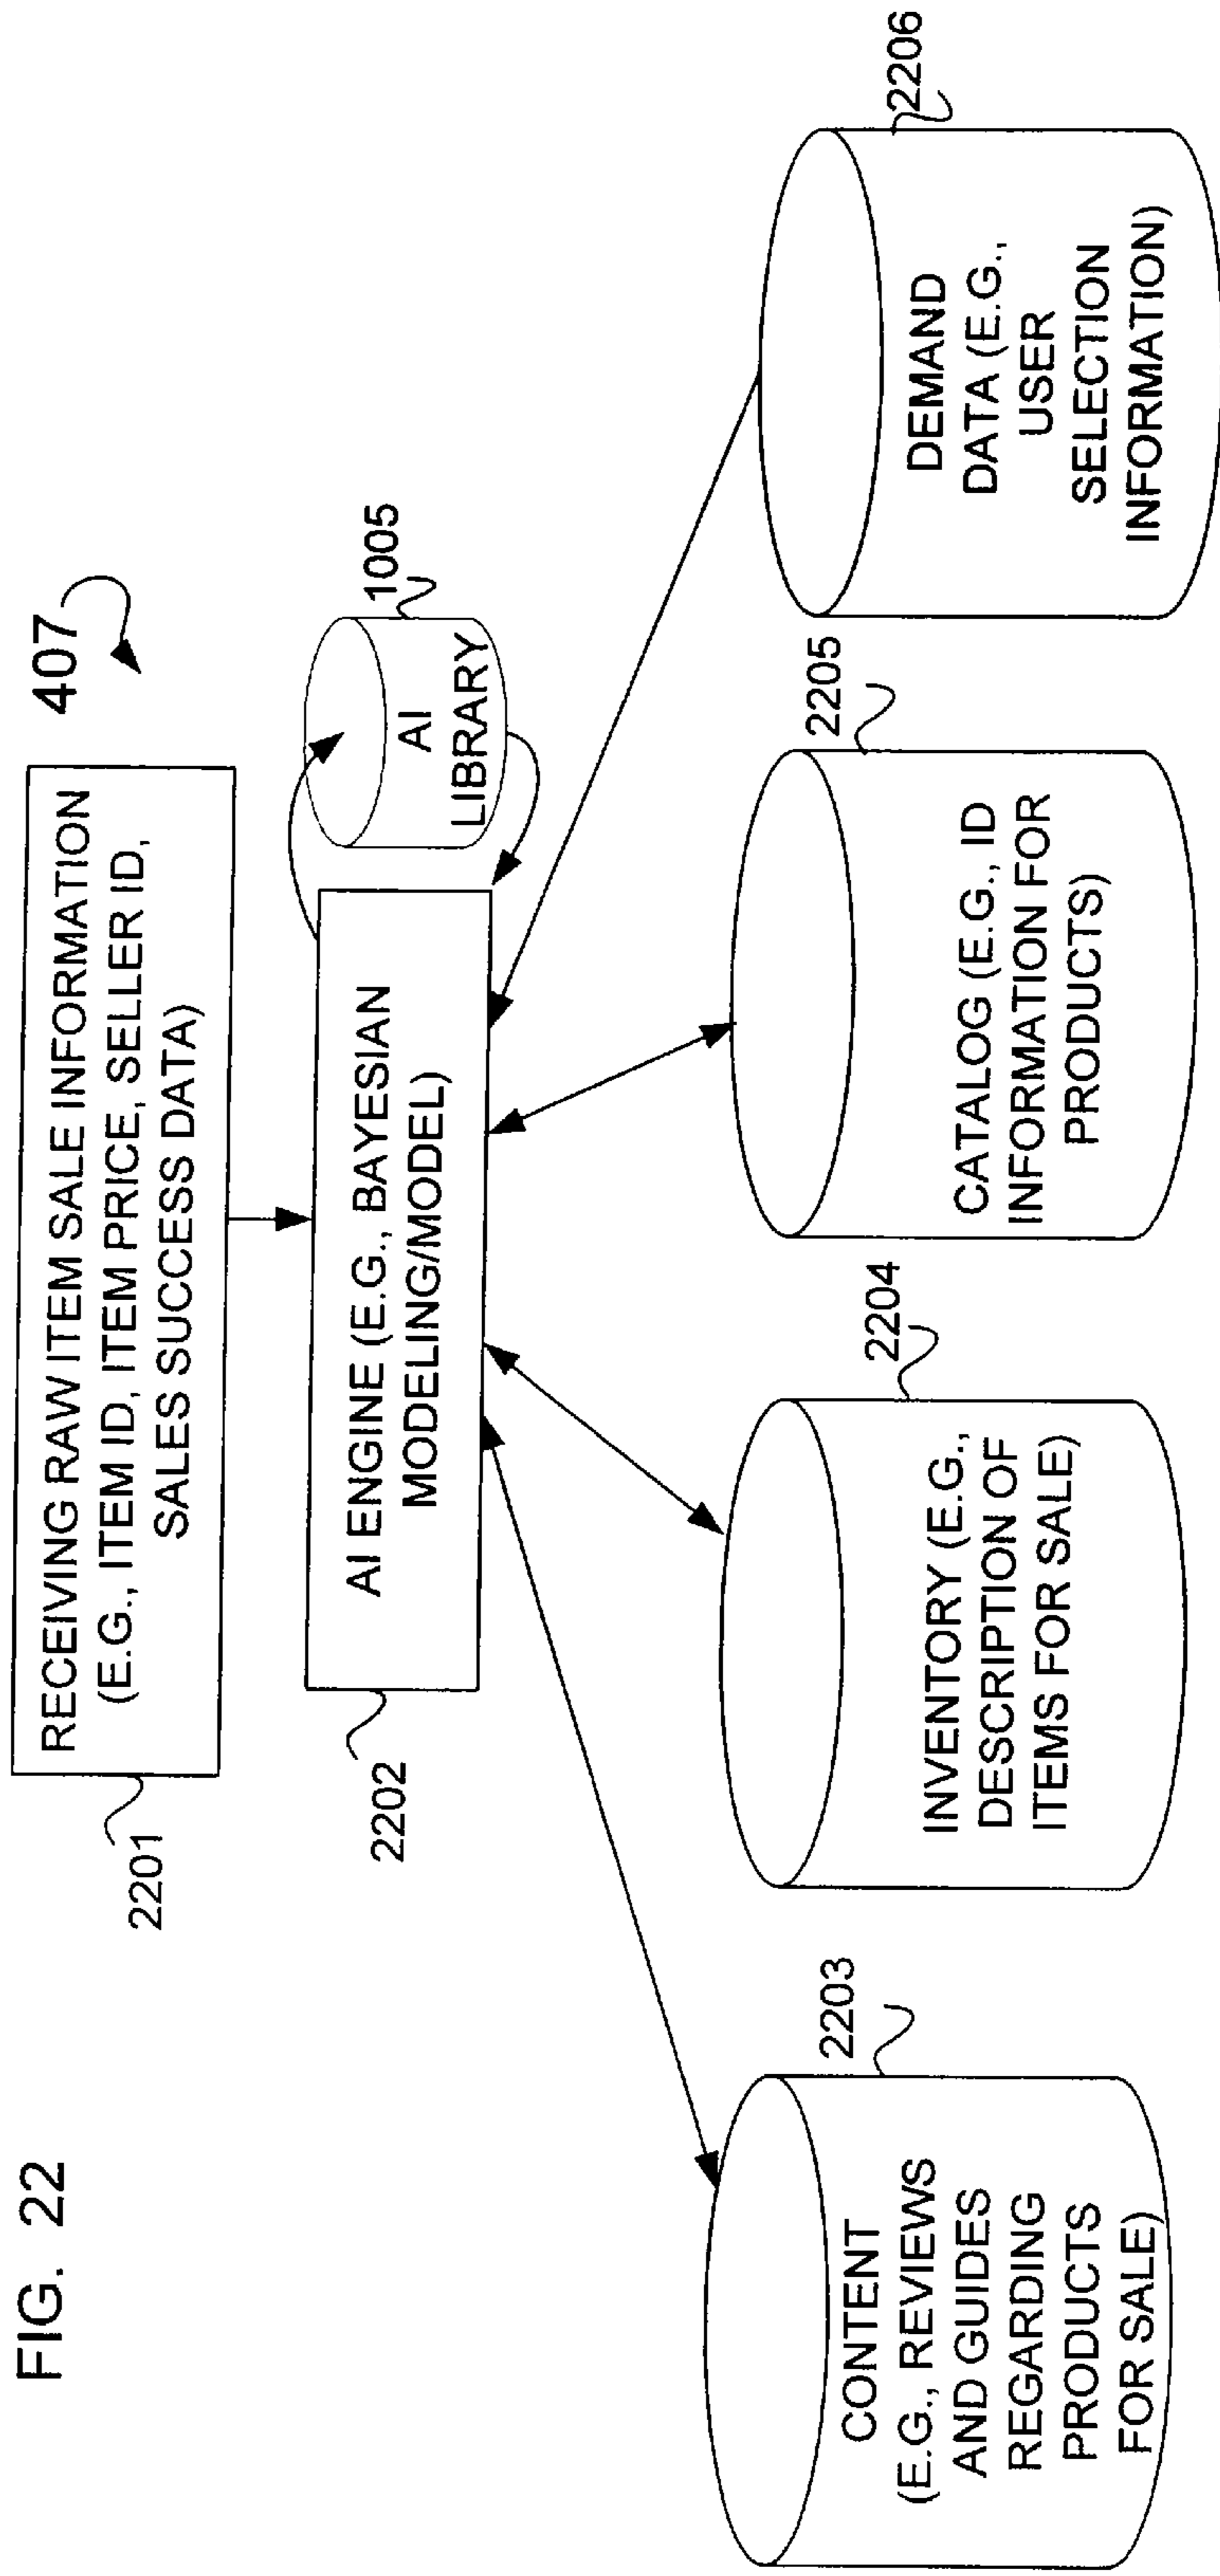 FIG. 22
407
RECEIVING RAW ITEM SALE INFORMATION
(E.G., ITEM ID, ITEM PRICE, SELLER ID,
SALES SUCCESS DATA)
2201
AI ENGINE (E.G., BAYESIAN
MODELING/MODEL)
2202
AI
LIBRARY
1005
CONTENT
(E.G., REVIEWS
AND GUIDES
REGARDING
PRODUCTS
FOR SALE)
2203
INVENTORY (E.G.,
DESCRIPTION OF
ITEMS FOR SALE)
2204
CATALOG (E.G., ID
INFORMATION FOR
PRODUCTS)
2205
DEMAND
DATA (E.G.,
USER
SELECTION
INFORMATION)
2206